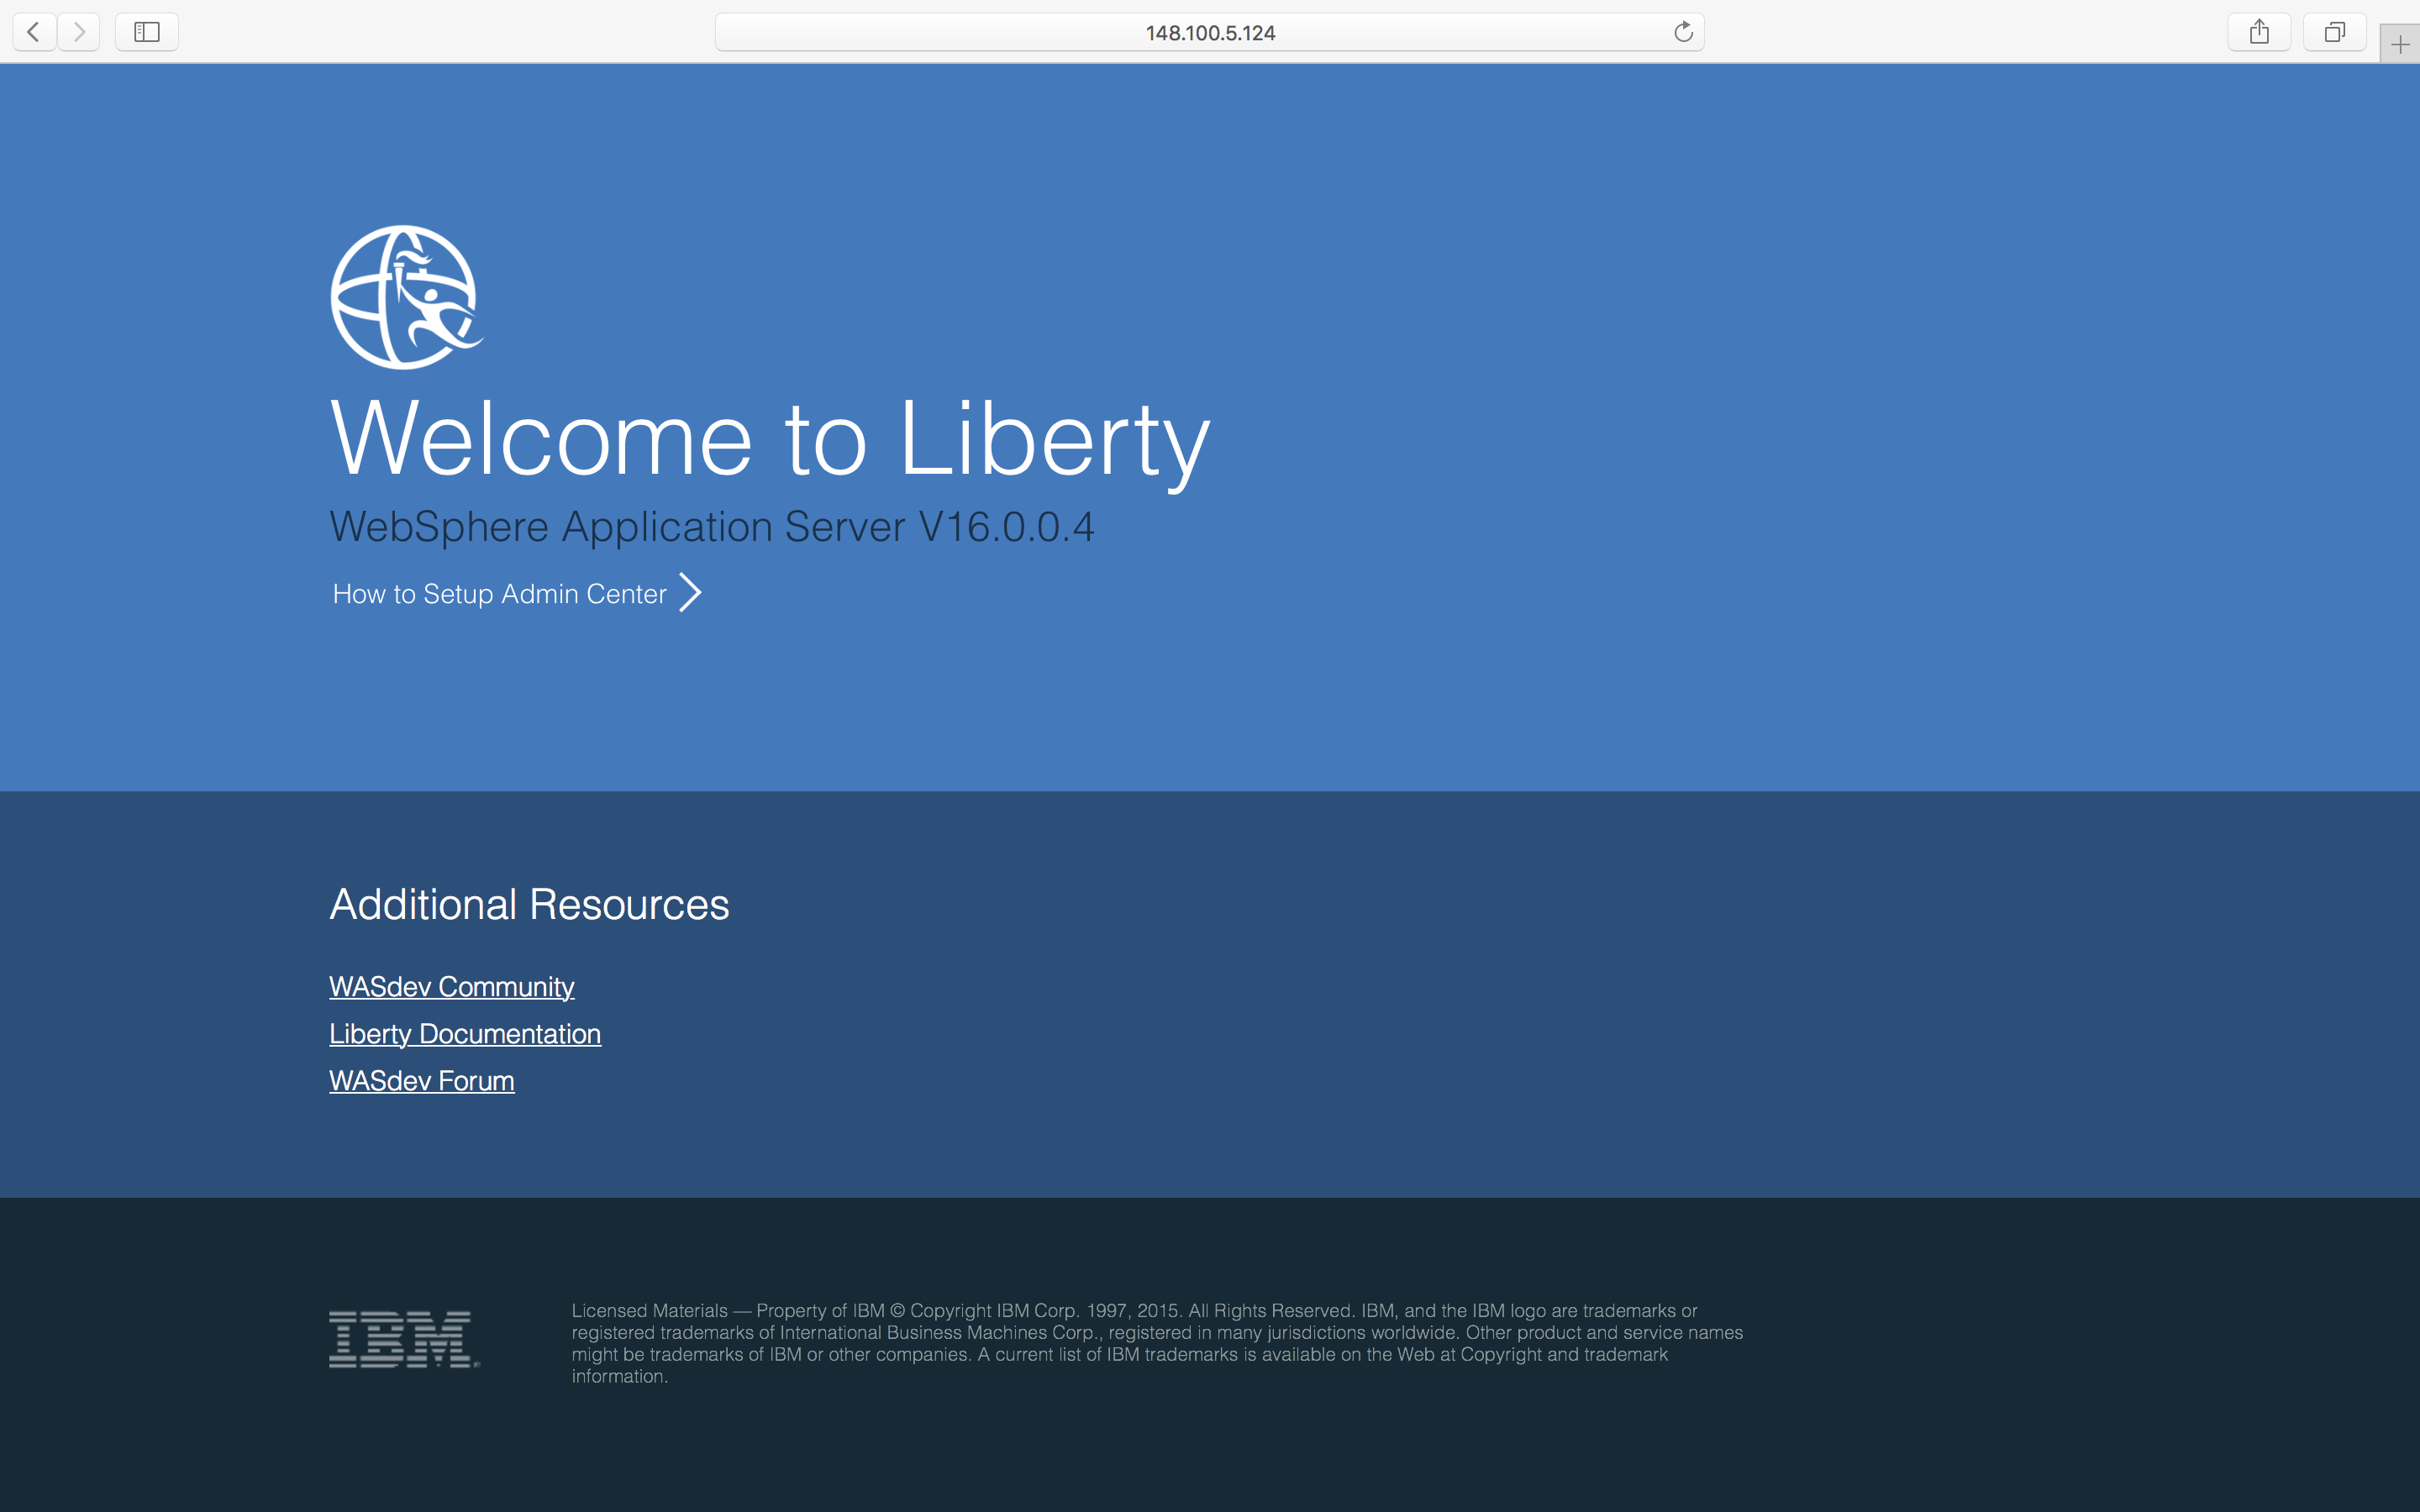 148.100.5.124
Welcome to Liberty
WebSphere Application Server V16.0.0.4
How to Setup Admin Center
Additional Resources
WASdev Community
Liberty Documentation
WASdev Forum
IBM®
Licensed Materials — Property of IBM © Copyright IBM Corp. 1997, 2015. All Rights Reserved. IBM, and the IBM logo are trademarks or
registered trademarks of International Business Machines Corp., registered in many jurisdictions worldwide. Other product and service names
might be trademarks of IBM or other companies. A current list of IBM trademarks is available on the Web at Copyright and trademark
information.